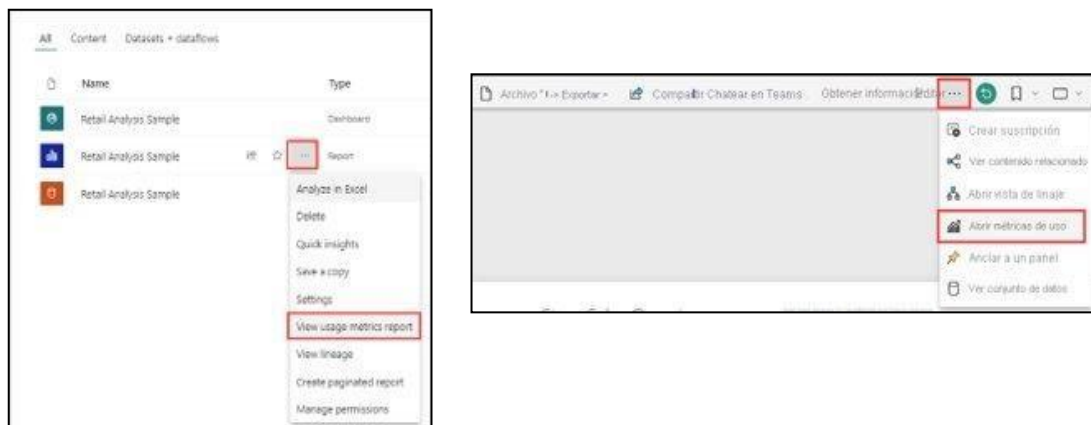 All Content Datasets + dataflows
Name Type
Retail Analysis Sample Dashboard
Retail Analysis Sample ... Report
Retail Analysis Sample
Analyze in Excel
Delete
Quick insights
Save a copy
Settings
View usage metrics report
View lineage
Create paginated report
Manage permissions
Archivo Exportar Chatear en Teams Obtener ...
Crear suscripción
Ver contenido relacionado
Abrir vista de linaje
Abrir métricas de uso
Anclar a un panel
Ver conjunto de datos